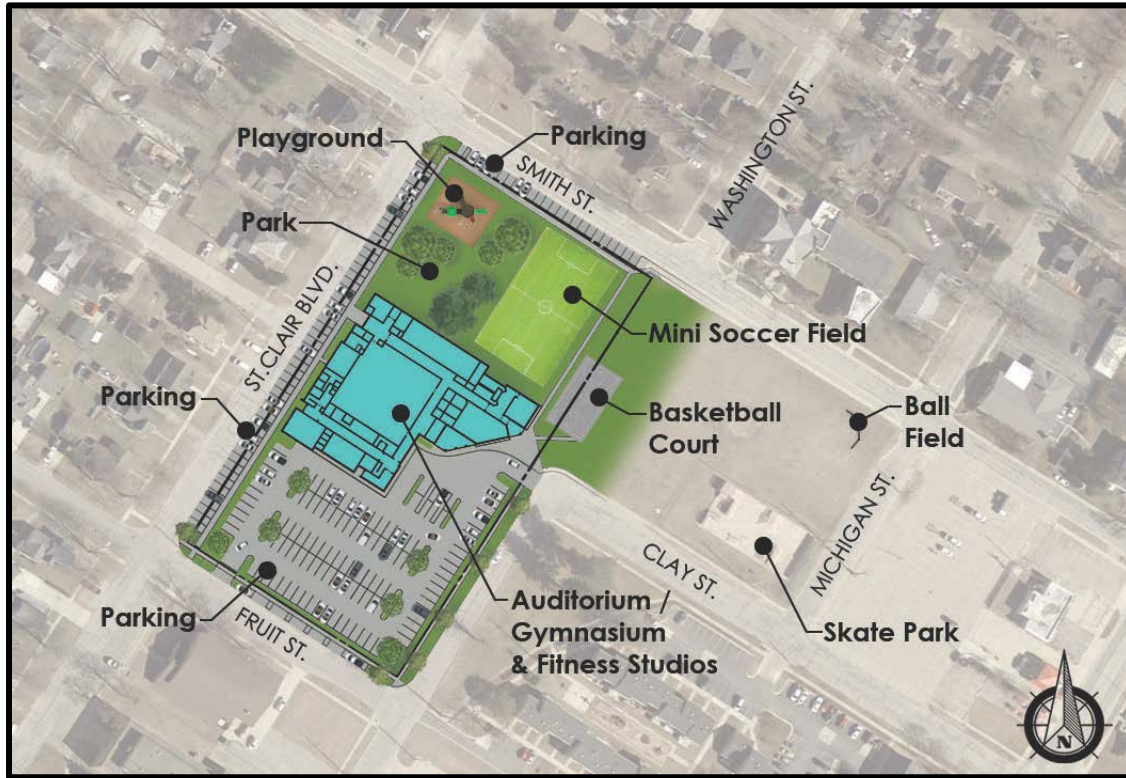 Playground
Parking
SMITH ST.
WASHINGTON ST.
Park
ST. CLAIR BLVD.
Mini Soccer Field
Parking
Basketball
Court
Ball
Field
MICHIGAN ST.
CLAY ST.
Parking
FRUIT ST.
Auditorium /
Gymnasium
& Fitness Studios
Skate Park
N